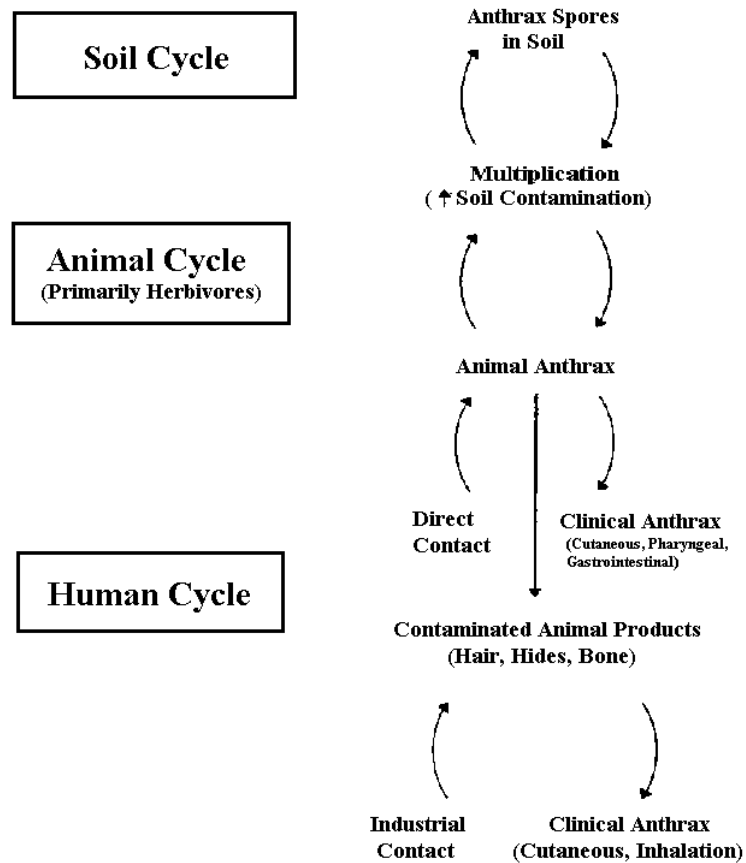 Soil Cycle
Anthrax Spores
in Soil
Multiplication
(↑Soil Contamination)
Animal Cycle
(Primarily Herbivores)
Animal Anthrax
Direct
Contact
Clinical Anthrax
(Cutaneous, Pharyngeal,
Gastrointestinal)
Human Cycle
Contaminated Animal Products
(Hair, Hides, Bone)
Industrial
Contact
Clinical Anthrax
(Cutaneous, Inhalation)